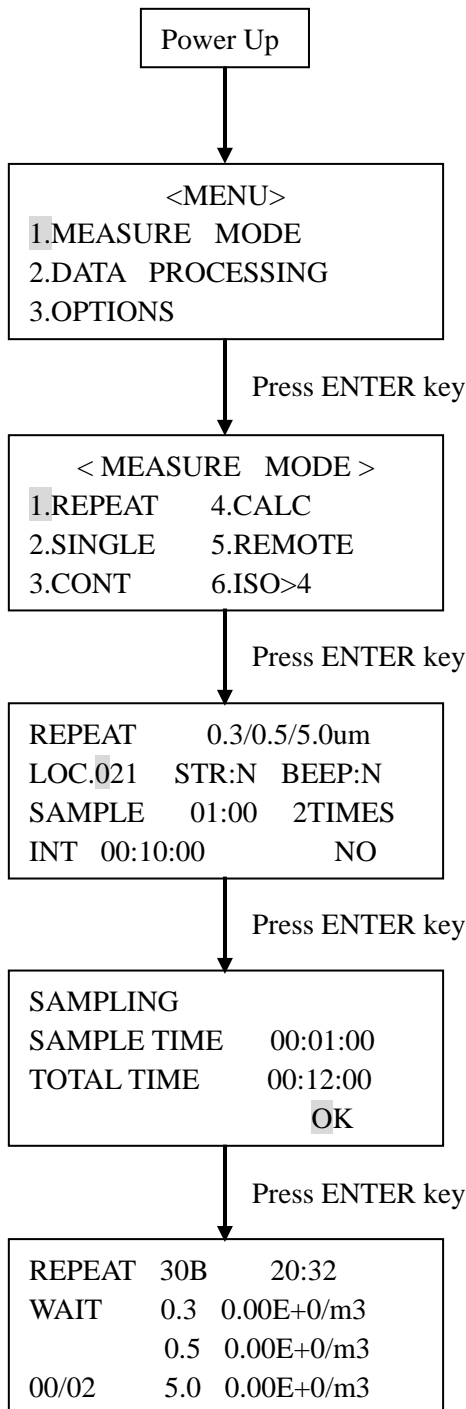 Power Up
<MENU>
1.MEASURE MODE
2.DATA PROCESSING
3.OPTIONS
Press ENTER key
< MEASURE MODE >
1.REPEAT 4.CALC
2.SINGLE 5.REMOTE
3.CONT 6.ISO>4
Press ENTER key
REPEAT 0.3/0.5/5.0um
LOC.021 STR:N BEEP:N
SAMPLE 01:00 2TIMES
INT 00:10:00 NO
Press ENTER key
SAMPLING
SAMPLE TIME 00:01:00
TOTAL TIME 00:12:00
OK
Press ENTER key
REPEAT 30B 20:32
WAIT 0.3 0.00E+0/m3
0.5 0.00E+0/m3
00/02 5.0 0.00E+0/m3